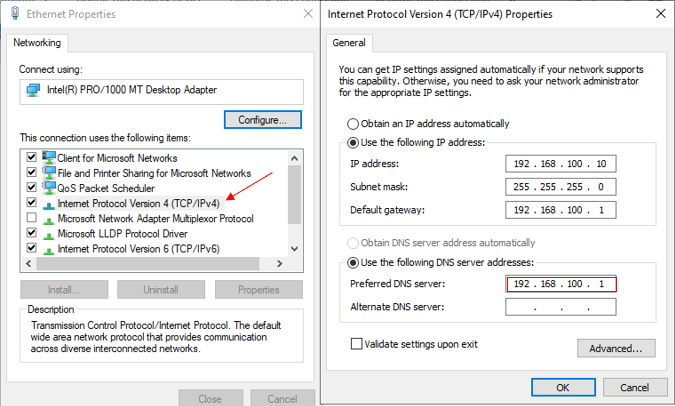 Ethernet Properties
Networking
Connect using:
Intel(R) PRO/1000 MT Desktop Adapter
Configure...
This connection uses the following items:
Client for Microsoft Networks
File and Printer Sharing for Microsoft Networks
QoS Packet Scheduler
Internet Protocol Version 4 (TCP/IPv4)
Microsoft Network Adapter Multiplexor Protocol
Microsoft LLDP Protocol Driver
Internet Protocol Version 6 (TCP/IPv6)
Install...
Uninstall
Properties
Description
Transmission Control Protocol/Internet Protocol. The default
wide area network protocol that provides communication
across diverse interconnected networks.
Close
Cancel
Internet Protocol Version 4 (TCP/IPv4) Properties
General
You can get IP settings assigned automatically if your network supports
this capability. Otherwise, you need to ask your network administrator
for the appropriate IP settings.
Obtain an IP address automatically
Use the following IP address:
IP address: 192 . 168 . 100 . 10
Subnet mask: 255 . 255 . 255 . 0
Default gateway: 192 . 168 . 100 . 1
Obtain DNS server address automatically
Use the following DNS server addresses:
Preferred DNS server: 192 . 168 . 100 . 1
Alternate DNS server: . . .
Validate settings upon exit
Advanced...
OK
Cancel